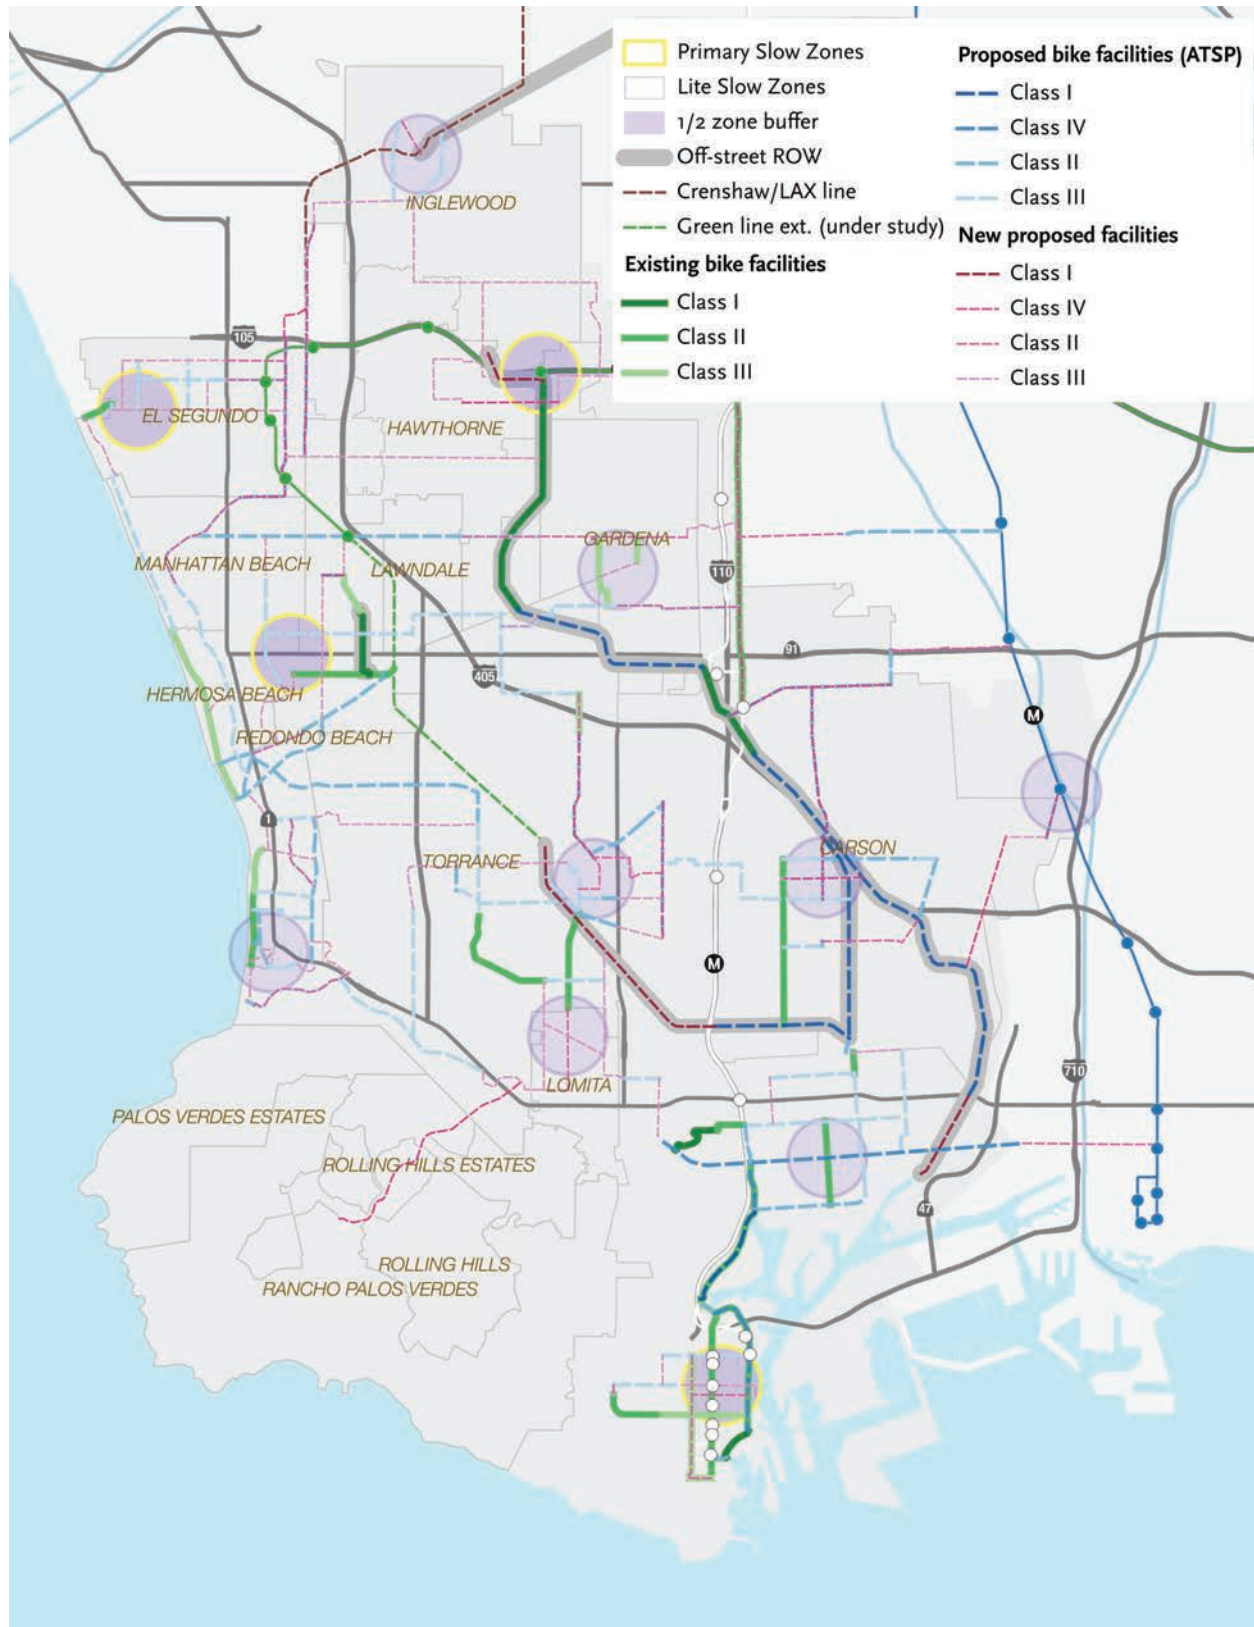 Primary Slow Zones
Lite Slow Zones
1/2 zone buffer
Off-street ROW
Crenshaw/LAX line
Green line ext. (under study)
Existing bike facilities
Class I
Class II
Class III
Proposed bike facilities (ATSP)
Class I
Class IV
Class II
Class III
New proposed facilities
Class I
Class IV
Class II
Class III
INGLEWOOD
105
EL SEGUNDO
HAWTHORNE
GARDENA
MANHATTAN BEACH
LAWNDALE
110
91
405
HERMOSA BEACH
M
REDONDO BEACH
1
CARSON
TORRANCE
M
710
LOMITA
PALOS VERDES ESTATES
ROLLING HILLS ESTATES
47
ROLLING HILLS
RANCHO PALOS VERDES